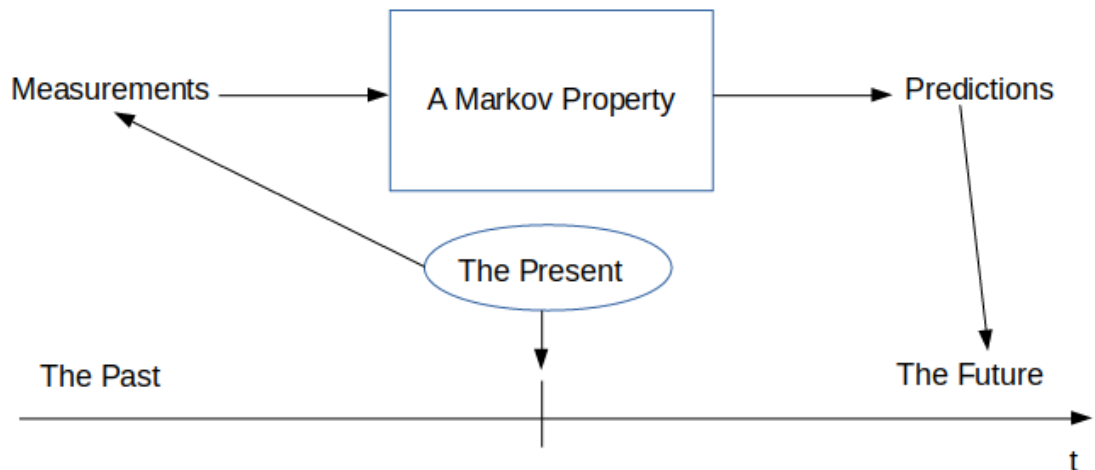 Measurements
A Markov Property
Predictions
The Present
The Past
The Future
t